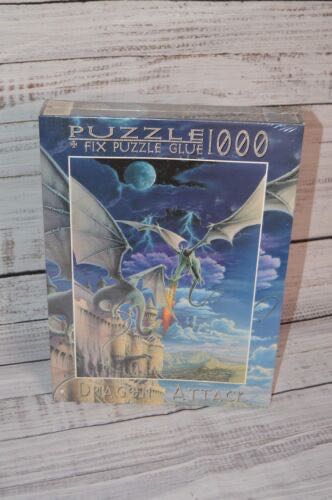 PUZZLE 1000
+ FIX PUZZLE GLUE
DRAGON ATTACK